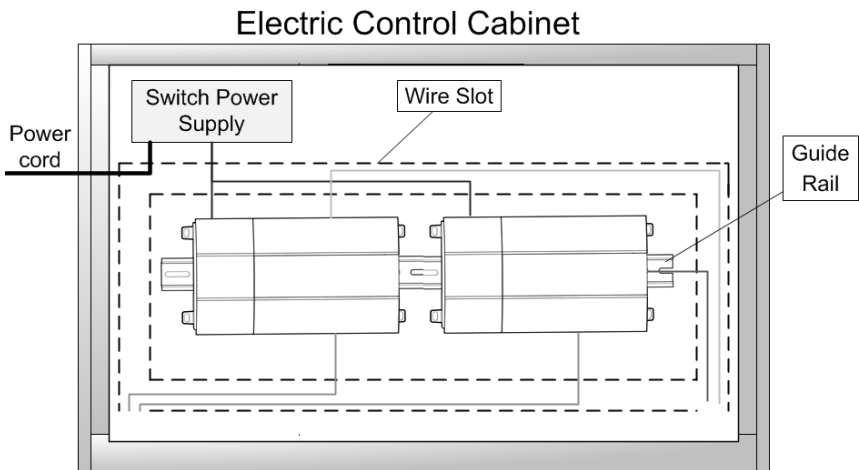 Electric Control Cabinet
Switch Power
Supply
Wire Slot
Power
cord
Guide
Rail